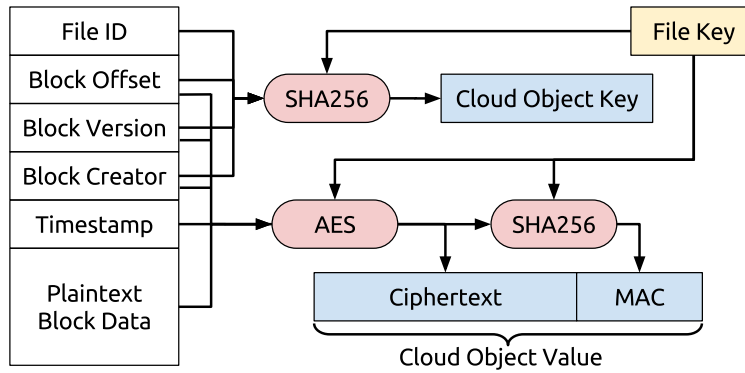 File ID
File Key
Block Offset
SHA256
Cloud Object Key
Block Version
Block Creator
Timestamp
AES
SHA256
Plaintext
Block Data
Ciphertext
MAC
Cloud Object Value